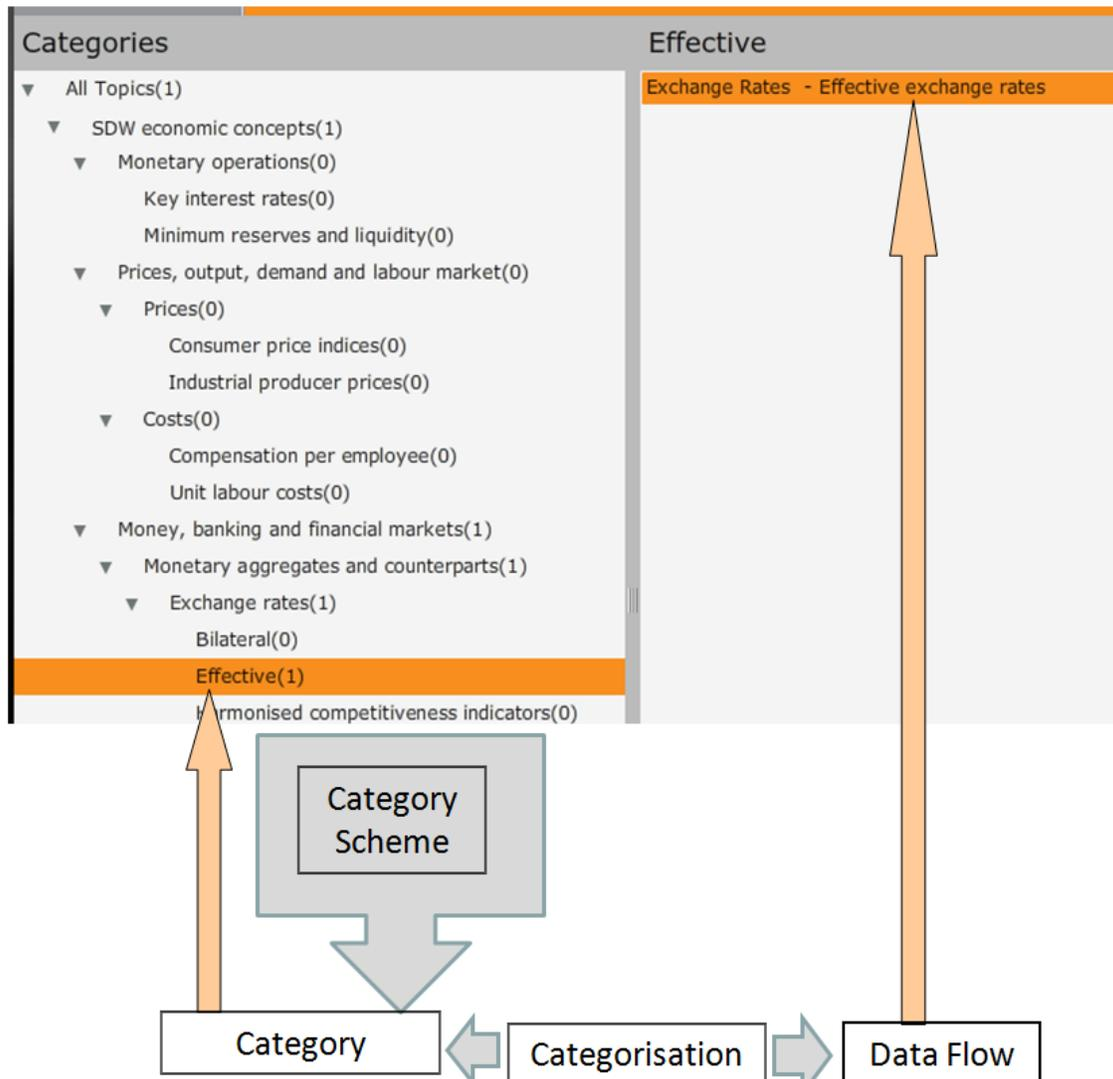 Categories
All Topics(1)
SDW economic concepts(1)
Monetary operations(0)
Key interest rates(0)
Minimum reserves and liquidity(0)
Prices, output, demand and labour market(0)
Prices(0)
Consumer price indices(0)
Industrial producer prices(0)
Costs(0)
Compensation per employee(0)
Unit labour costs(0)
Money, banking and financial markets(1)
Monetary aggregates and counterparts(1)
Exchange rates(1)
Bilateral(0)
Effective(1)
Harmonised competitiveness indicators(0)
Effective
Exchange Rates - Effective exchange rates
Category
Scheme
Category
Categorisation
Data Flow